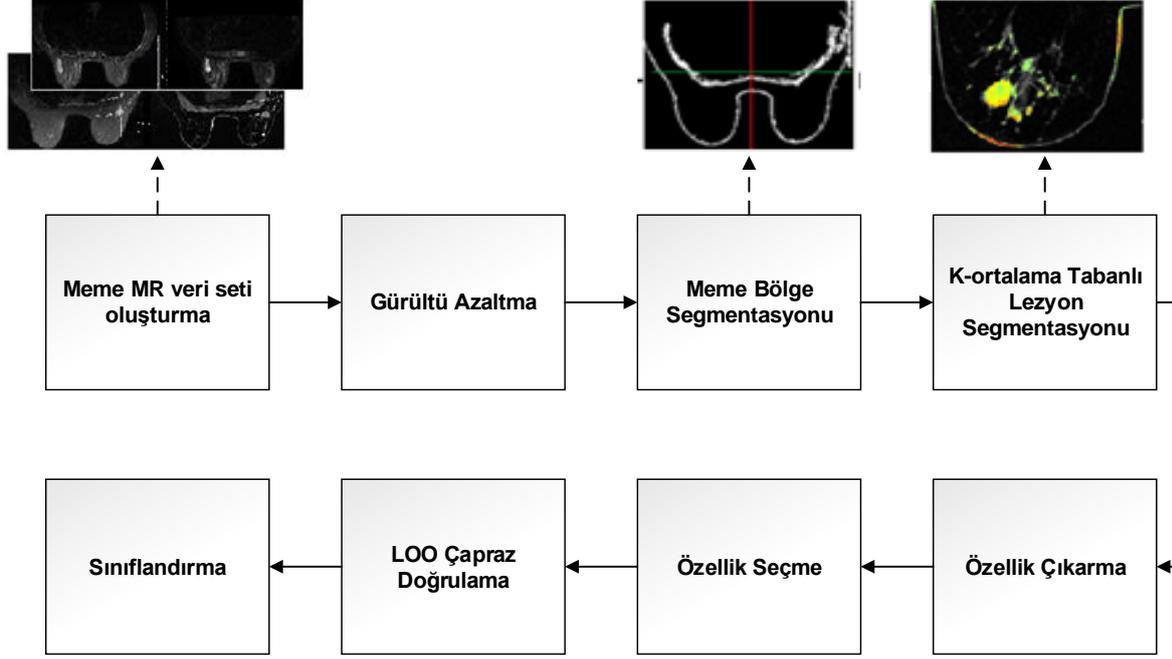 Meme MR veri seti
oluşturma
Gürültü Azaltma
Meme Bölge
Segmentasyonu
K-ortalama Tabanlı
Lezyon
Segmentasyonu
Sınıflandırma
LOO Çapraz
Doğrulama
Özellik Seçme
Özellik Çıkarma